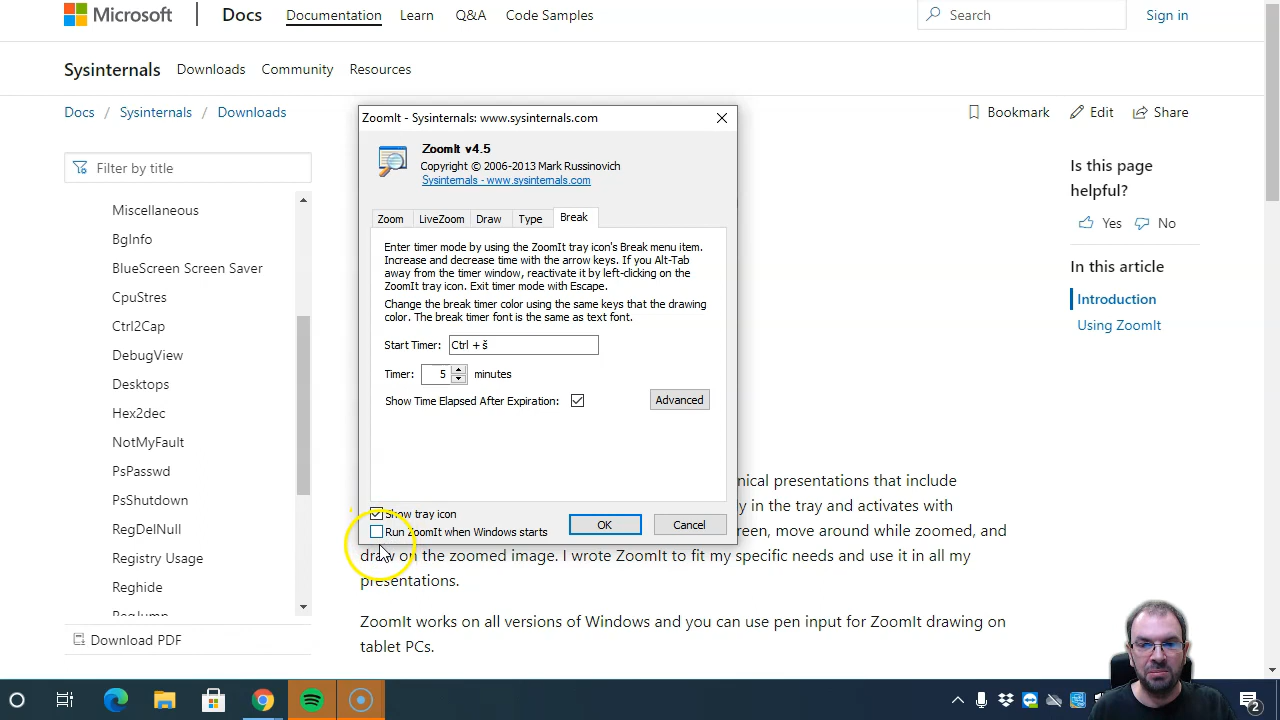 Microsoft
Docs
Documentation
Learn
Q&A
Code Samples
Search
Sign in
Sysinternals
Downloads
Community
Resources
Docs / Sysinternals / Downloads
Bookmark
Edit
Share
Filter by title
Miscellaneous
BgInfo
BlueScreen Screen Saver
CpuStres
Ctrl2Cap
DebugView
Desktops
Hex2dec
NotMyFault
PsPasswd
PsShutdown
RegDelNull
Registry Usage
Reghide
RegJump
Download PDF
ZoomIt - Sysinternals: www.sysinternals.com
ZoomIt v4.5
Copyright © 2006-2013 Mark Russinovich
Sysinternals - www.sysinternals.com
Zoom
LiveZoom
Draw
Type
Break
Enter timer mode by using the ZoomIt tray icon's Break menu item.
Increase and decrease time with the arrow keys. If you Alt-Tab
away from the timer window, reactivate it by left-clicking on the
ZoomIt tray icon. Exit timer mode with Escape.
Change the break timer color using the same keys that the drawing
color. The break timer font is the same as text font.
Start Timer: Ctrl + š
Timer: 5 minutes
Show Time Elapsed After Expiration:
Advanced
Show tray icon
Run ZoomIt when Windows starts
OK
Cancel
nical presentations that include
y in the tray and activates with
reen, move around while zoomed, and
draw on the zoomed image. I wrote ZoomIt to fit my specific needs and use it in all my
presentations.
ZoomIt works on all versions of Windows and you can use pen input for ZoomIt drawing on
tablet PCs.
Is this page
helpful?
Yes
No
In this article
Introduction
Using ZoomIt
2